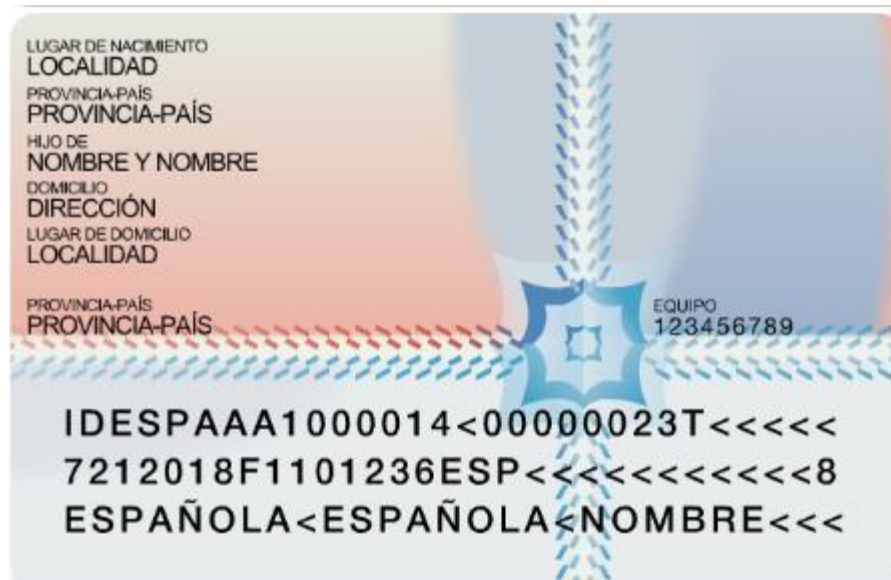 LUGAR DE NACIMIENTO
LOCALIDAD
PROVINCIA-PAÍS
PROVINCIA-PAÍS
HIJO DE
NOMBRE Y NOMBRE
DOMICILIO
DIRECCIÓN
LUGAR DE DOMICILIO
LOCALIDAD
PROVINCIA-PAÍS
PROVINCIA-PAÍS
EQUIPO
123456789
IDESPAAA1000014<00000023T<<<<<
7212018F1101236ESP<<<<<<<<<<<8
ESPAÑOLA<ESPAÑOLA<NOMBRE<<<